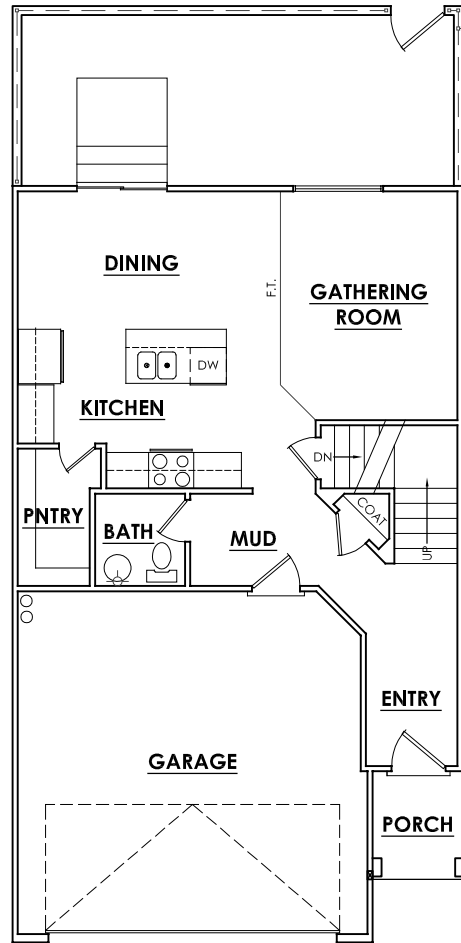 DINING
F.T.
GATHERING
ROOM
DW
KITCHEN
DN
PNTRY
BATH
MUD
COAT
UP
ENTRY
GARAGE
PORCH